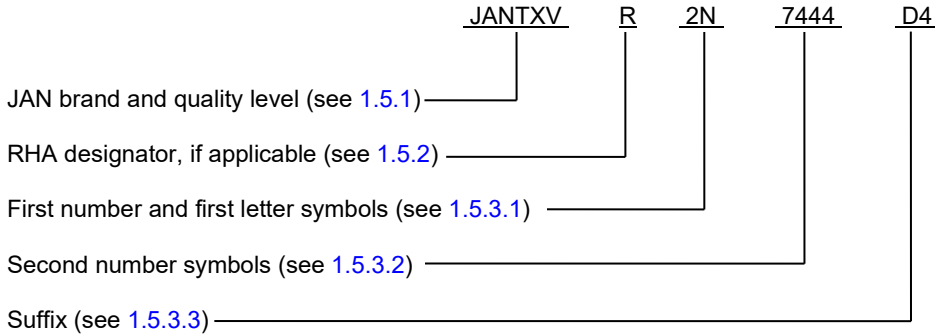 JANTXV R 2N 7444 D4
JAN brand and quality level (see 1.5.1)
RHA designator, if applicable (see 1.5.2)
First number and first letter symbols (see 1.5.3.1)
Second number symbols (see 1.5.3.2)
Suffix (see 1.5.3.3)